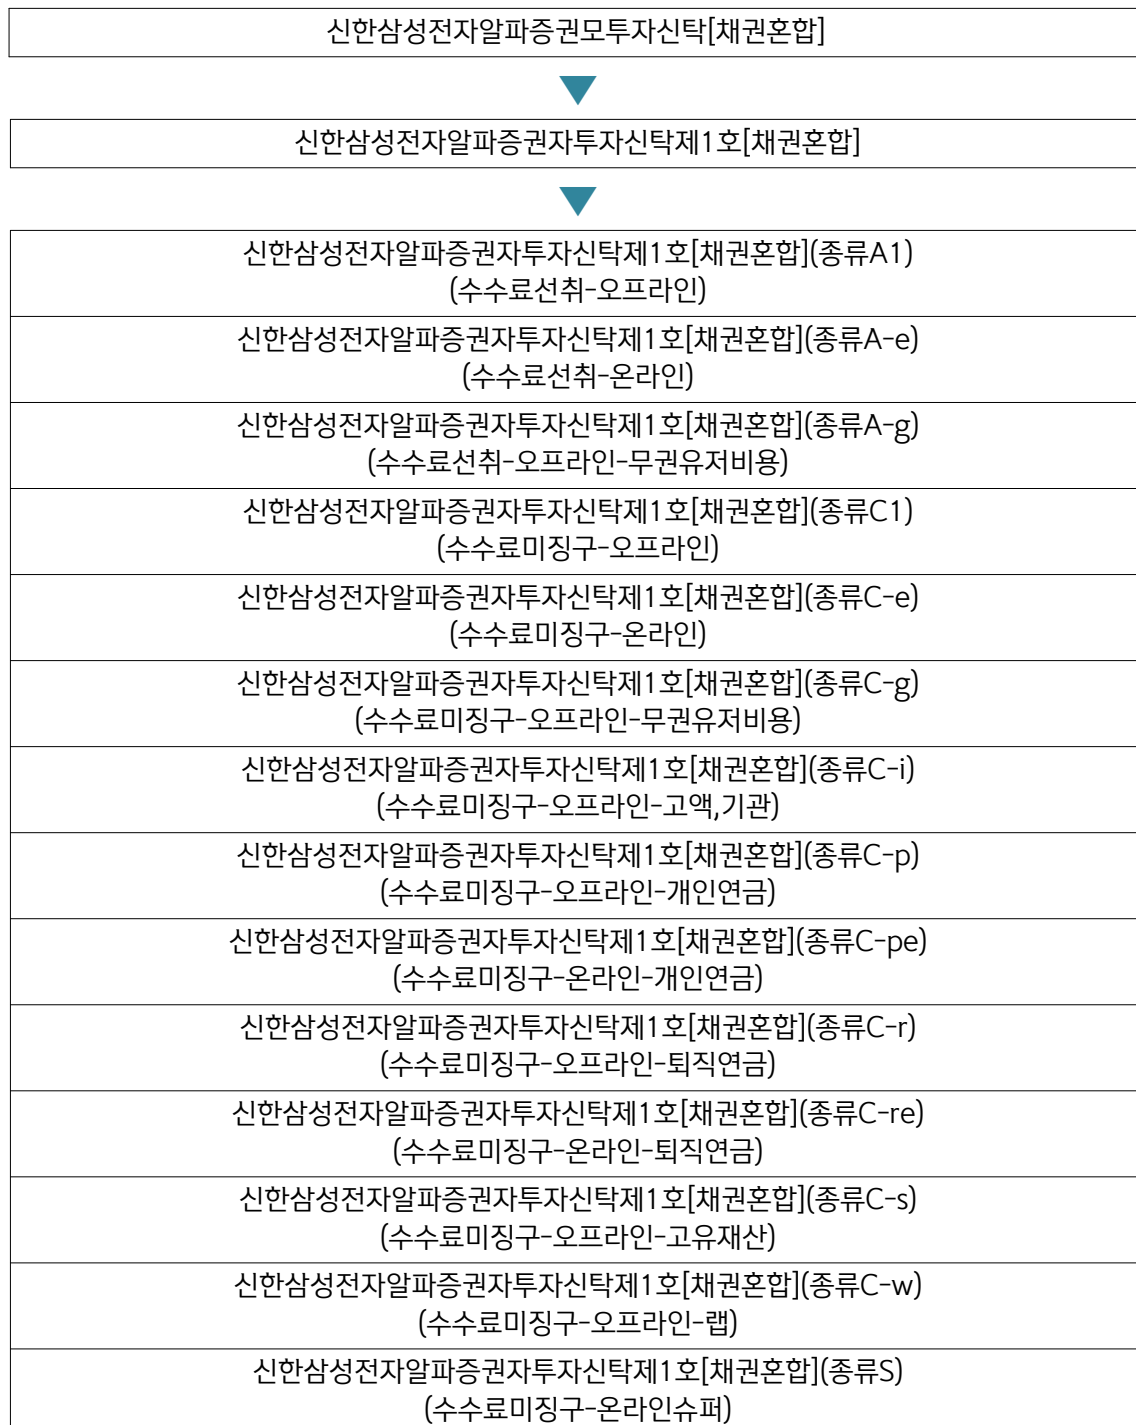 신한삼성전자알파증권모투자신탁[채권혼합]
신한삼성전자알파증권자투자신탁제1호[채권혼합]
신한삼성전자알파증권자투자신탁제1호[채권혼합](종류A1)
(수수료선취-오프라인)
신한삼성전자알파증권자투자신탁제1호[채권혼합](종류A-e)
(수수료선취-온라인)
신한삼성전자알파증권자투자신탁제1호[채권혼합](종류A-g)
(수수료선취-오프라인-무권유저비용)
신한삼성전자알파증권자투자신탁제1호[채권혼합](종류C1)
(수수료미징구-오프라인)
신한삼성전자알파증권자투자신탁제1호[채권혼합](종류C-e)
(수수료미징구-온라인)
신한삼성전자알파증권자투자신탁제1호[채권혼합](종류C-g)
(수수료미징구-오프라인-무권유저비용)
신한삼성전자알파증권자투자신탁제1호[채권혼합](종류C-i)
(수수료미징구-오프라인-고액,기관)
신한삼성전자알파증권자투자신탁제1호[채권혼합](종류C-p)
(수수료미징구-오프라인-개인연금)
신한삼성전자알파증권자투자신탁제1호[채권혼합](종류C-pe)
(수수료미징구-온라인-개인연금)
신한삼성전자알파증권자투자신탁제1호[채권혼합](종류C-r)
(수수료미징구-오프라인-퇴직연금)
신한삼성전자알파증권자투자신탁제1호[채권혼합](종류C-re)
(수수료미징구-온라인-퇴직연금)
신한삼성전자알파증권자투자신탁제1호[채권혼합](종류C-s)
(수수료미징구-오프라인-고유재산)
신한삼성전자알파증권자투자신탁제1호[채권혼합](종류C-w)
(수수료미징구-오프라인-랩)
신한삼성전자알파증권자투자신탁제1호[채권혼합](종류S)
(수수료미징구-온라인슈퍼)